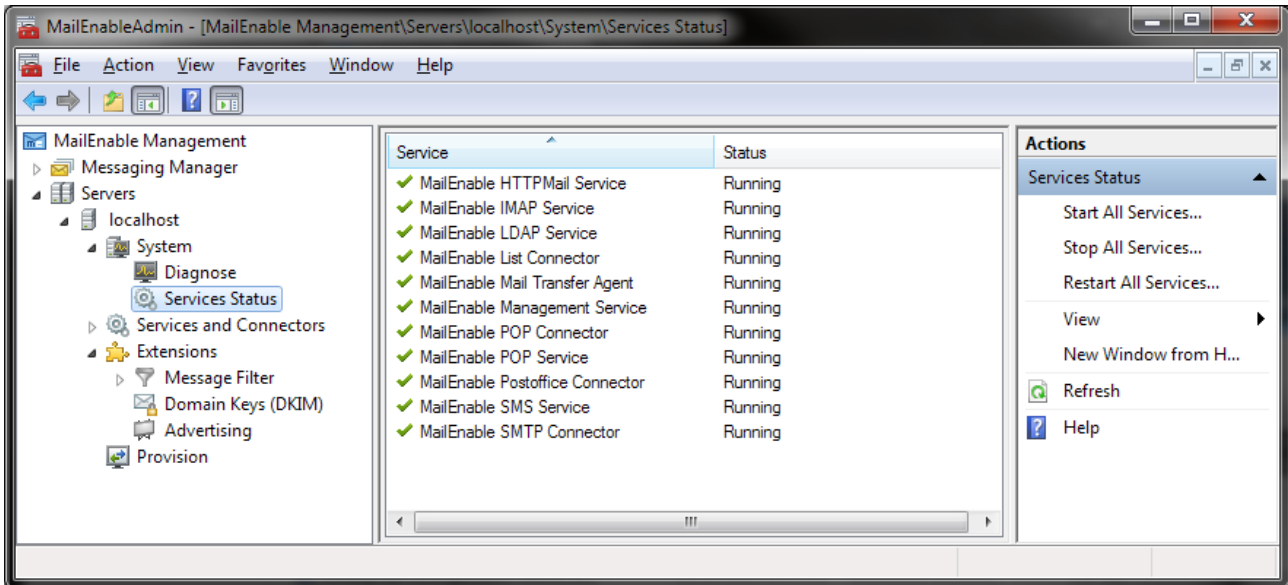 MailEnableAdmin - [MailEnable Management\Servers\localhost\System\Services Status]
File Action View Favorites Window Help
MailEnable Management
Messaging Manager
Servers
localhost
System
Diagnose
Services Status
Services and Connectors
Extensions
Message Filter
Domain Keys (DKIM)
Advertising
Provision
Service Status
MailEnable HTTPMail Service Running
MailEnable IMAP Service Running
MailEnable LDAP Service Running
MailEnable List Connector Running
MailEnable Mail Transfer Agent Running
MailEnable Management Service Running
MailEnable POP Connector Running
MailEnable POP Service Running
MailEnable Postoffice Connector Running
MailEnable SMS Service Running
MailEnable SMTP Connector Running
Actions
Services Status
Start All Services...
Stop All Services...
Restart All Services...
View
New Window from H...
Refresh
Help